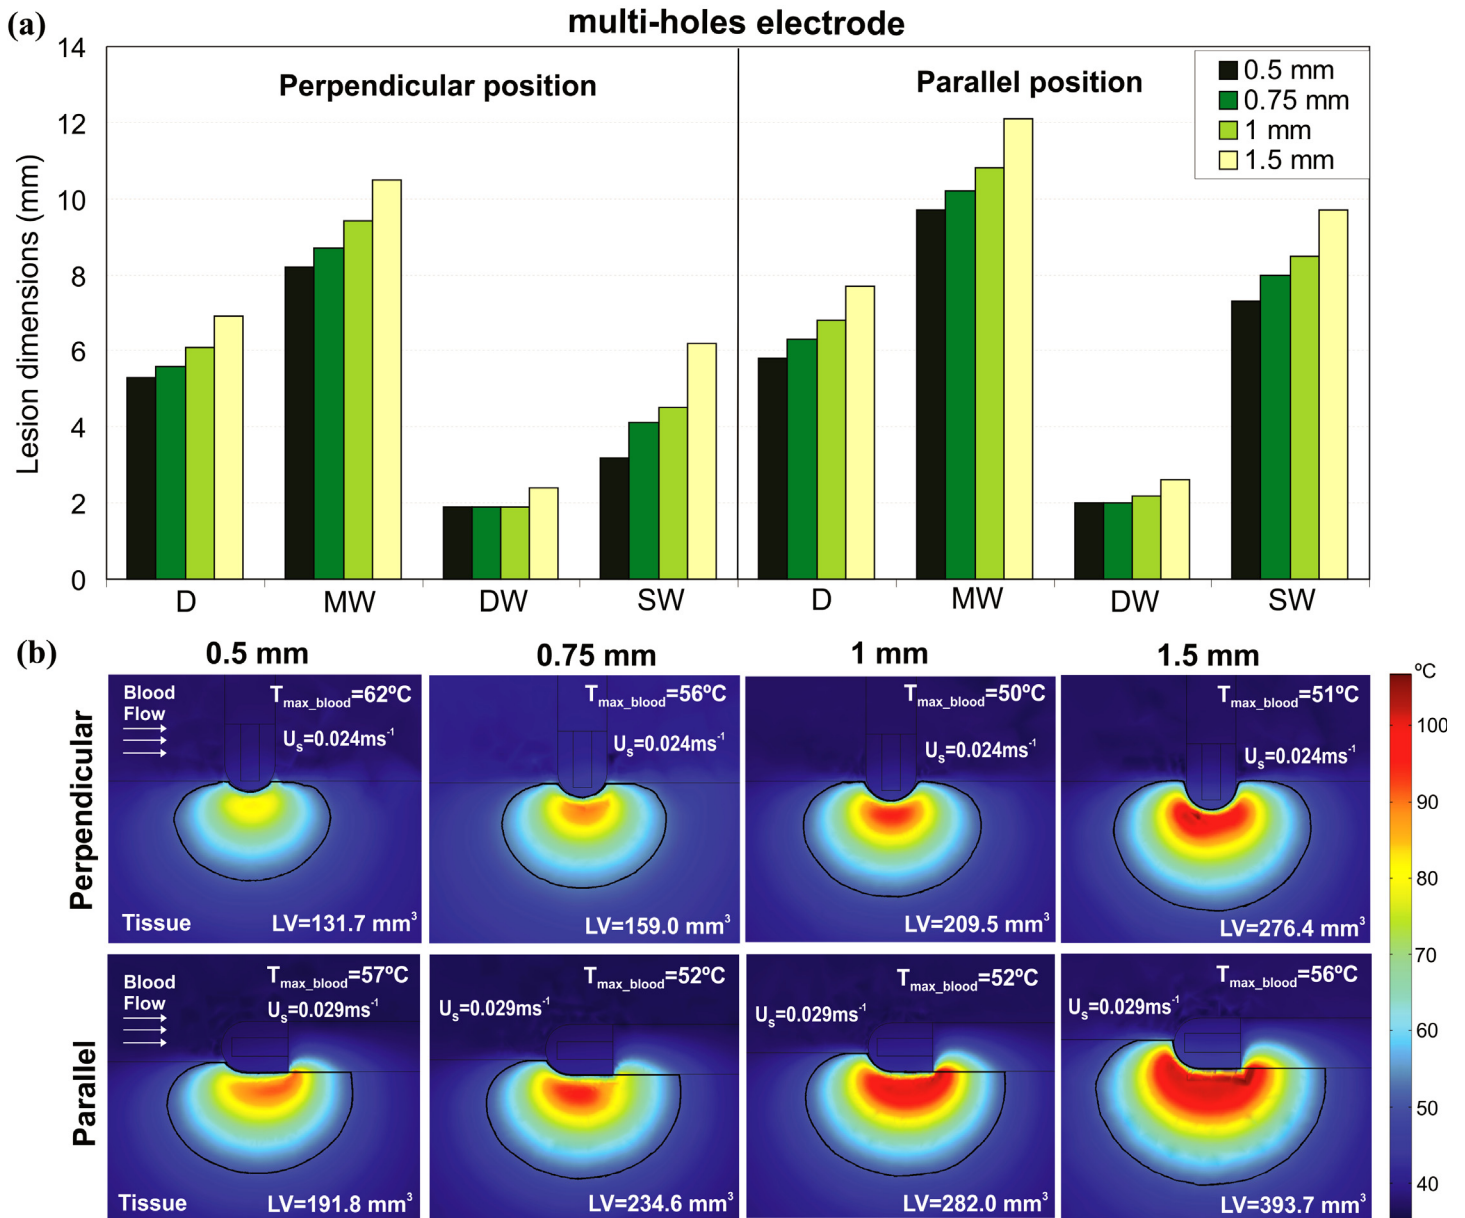 (a)
multi-holes electrode
Perpendicular position
Parallel position
0.5 mm
0.75 mm
1 mm
1.5 mm
Lesion dimensions (mm)
14
12
10
8
6
4
2
0
D MW DW SW D MW DW SW
(b)
0.5 mm 0.75 mm 1 mm 1.5 mm
Perpendicular
Blood
Flow
Tmax_blood=62ºC
Us=0.024ms-1
Tissue
LV=131.7 mm3
Tmax_blood=56ºC
Us=0.024ms-1
LV=159.0 mm3
Tmax_blood=50ºC
Us=0.024ms-1
LV=209.5 mm3
Tmax_blood=51ºC
Us=0.024ms-1
LV=276.4 mm3
Parallel
Blood
Flow
Tmax_blood=57ºC
Us=0.029ms-1
Tissue
LV=191.8 mm3
Tmax_blood=52ºC
Us=0.029ms-1
LV=234.6 mm3
Tmax_blood=52ºC
Us=0.029ms-1
LV=282.0 mm3
Tmax_blood=56ºC
Us=0.029ms-1
LV=393.7 mm3
ºC
100
90
80
70
60
50
40